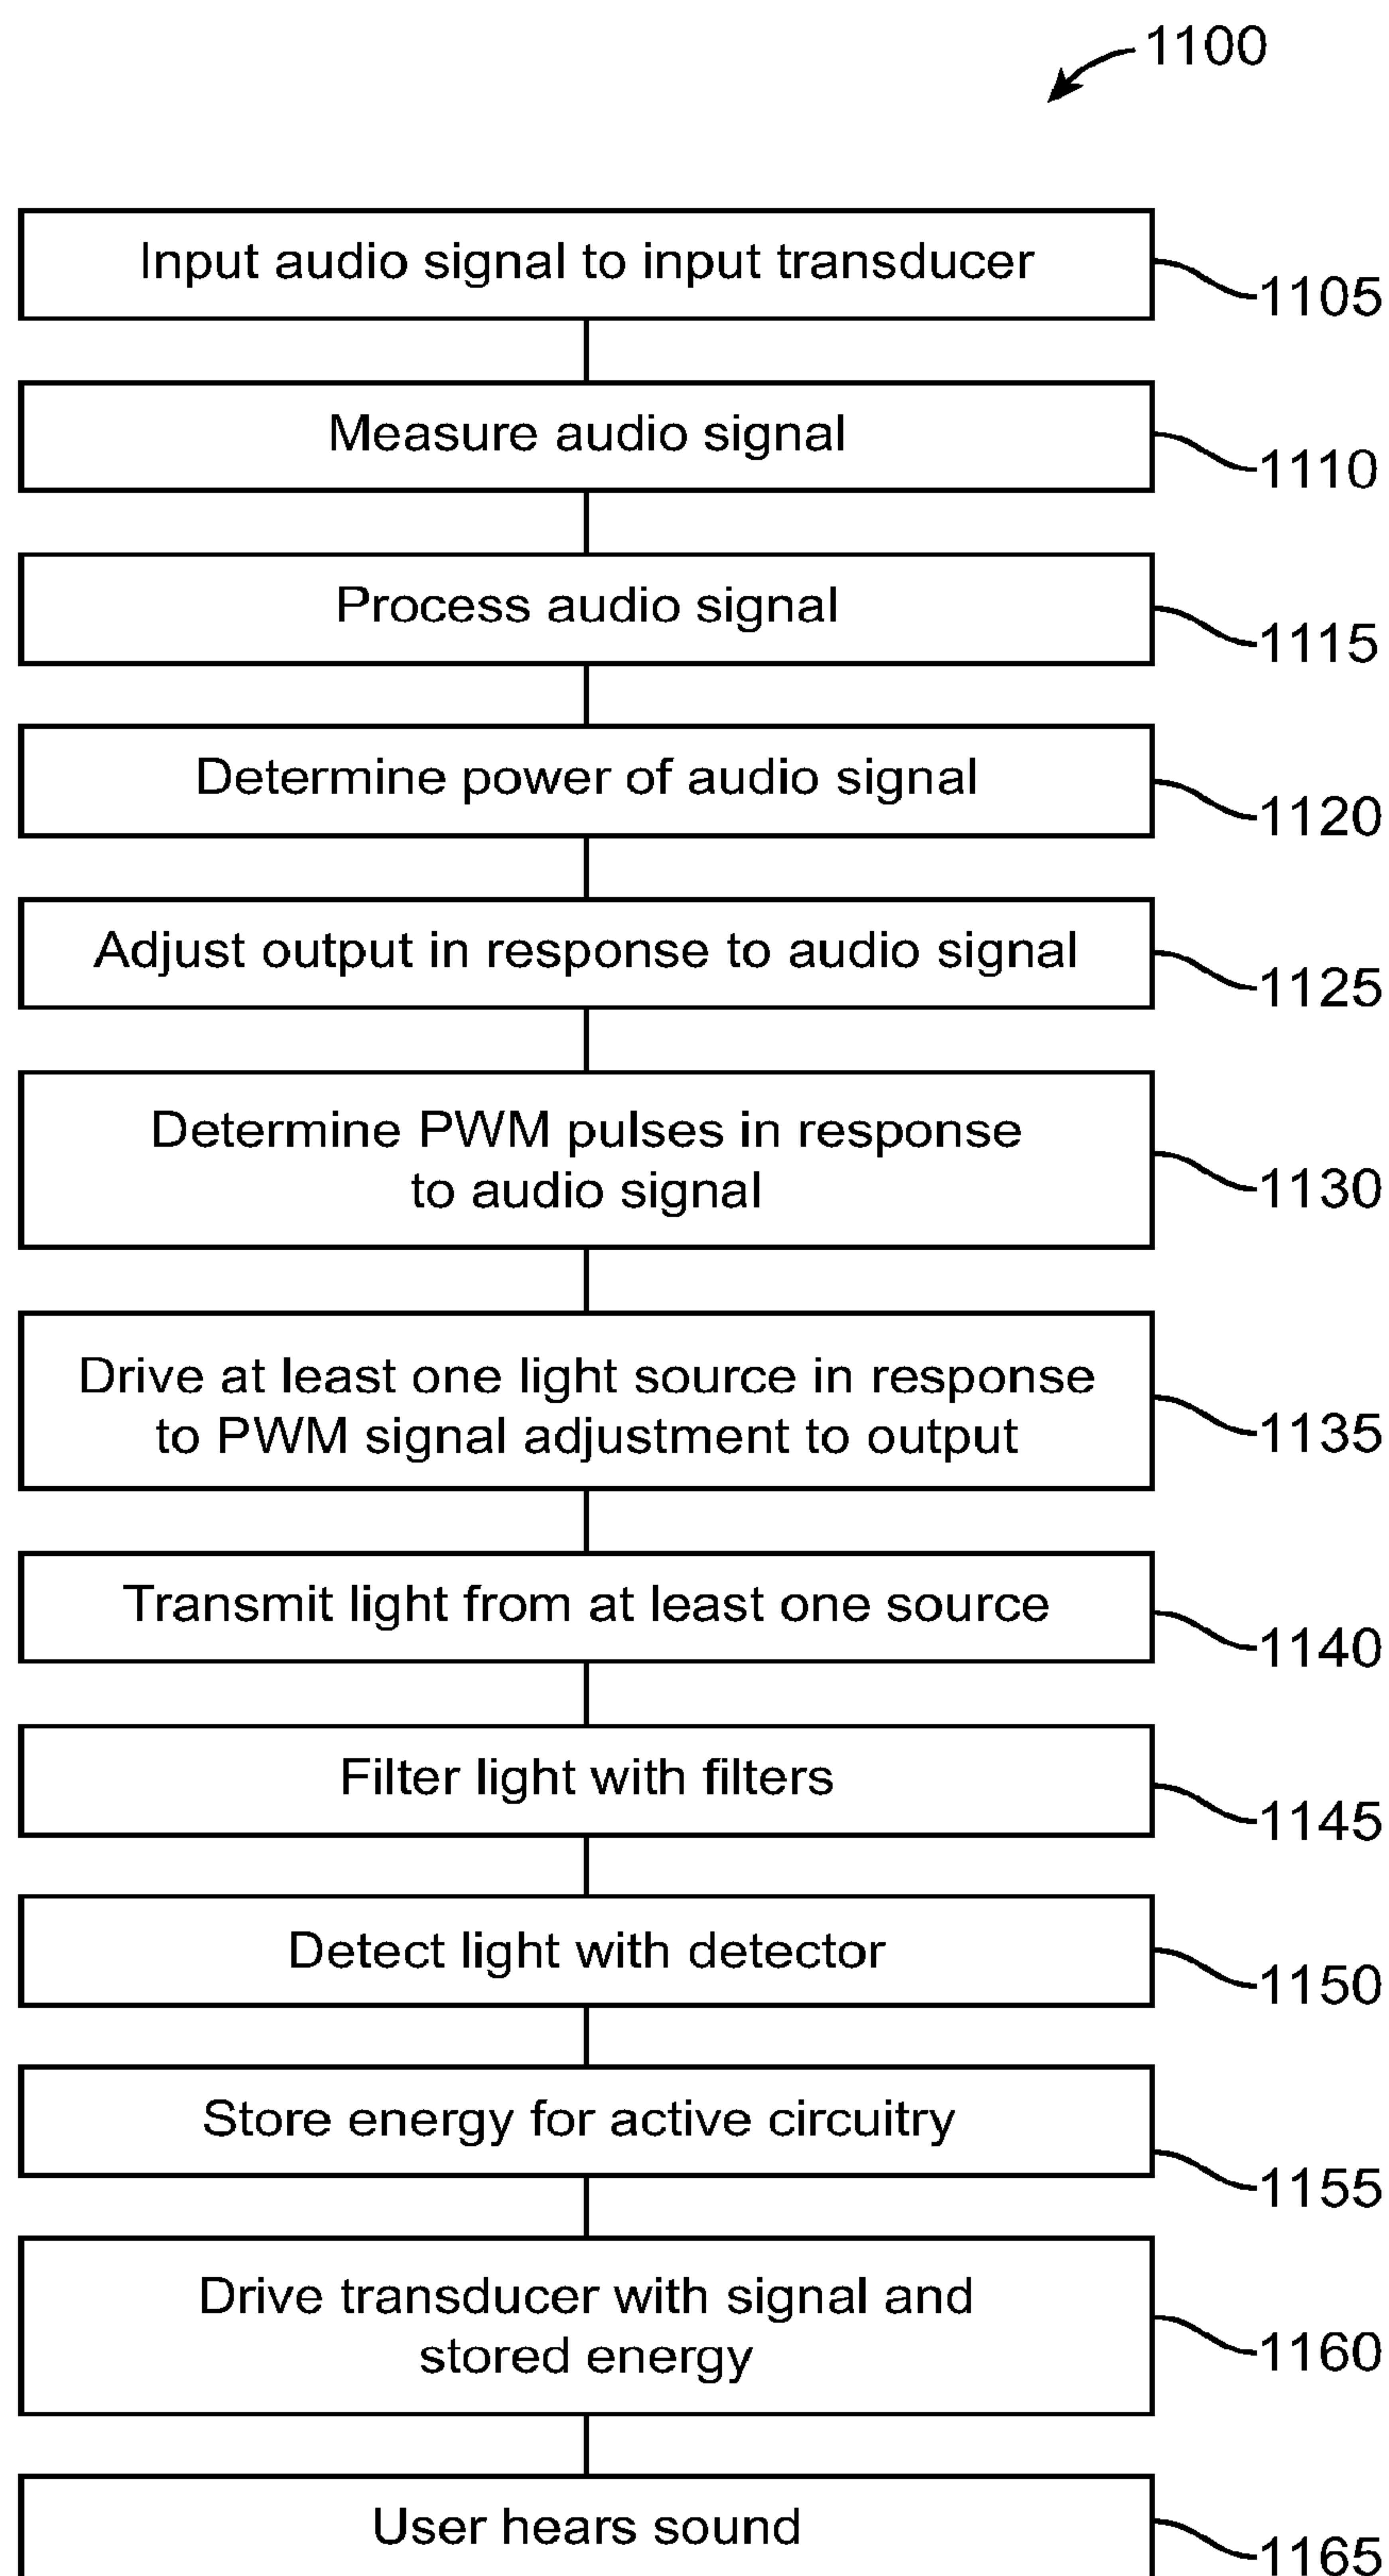 1100
Input audio signal to input transducer
1105
Measure audio signal
1110
Process audio signal
1115
Determine power of audio signal
1120
Adjust output in response to audio signal
1125
Determine PWM pulses in response
to audio signal
1130
Drive at least one light source in response
to PWM signal adjustment to output
1135
Transmit light from at least one source
1140
Filter light with filters
1145
Detect light with detector
1150
Store energy for active circuitry
1155
Drive transducer with signal and
stored energy
1160
User hears sound
1165